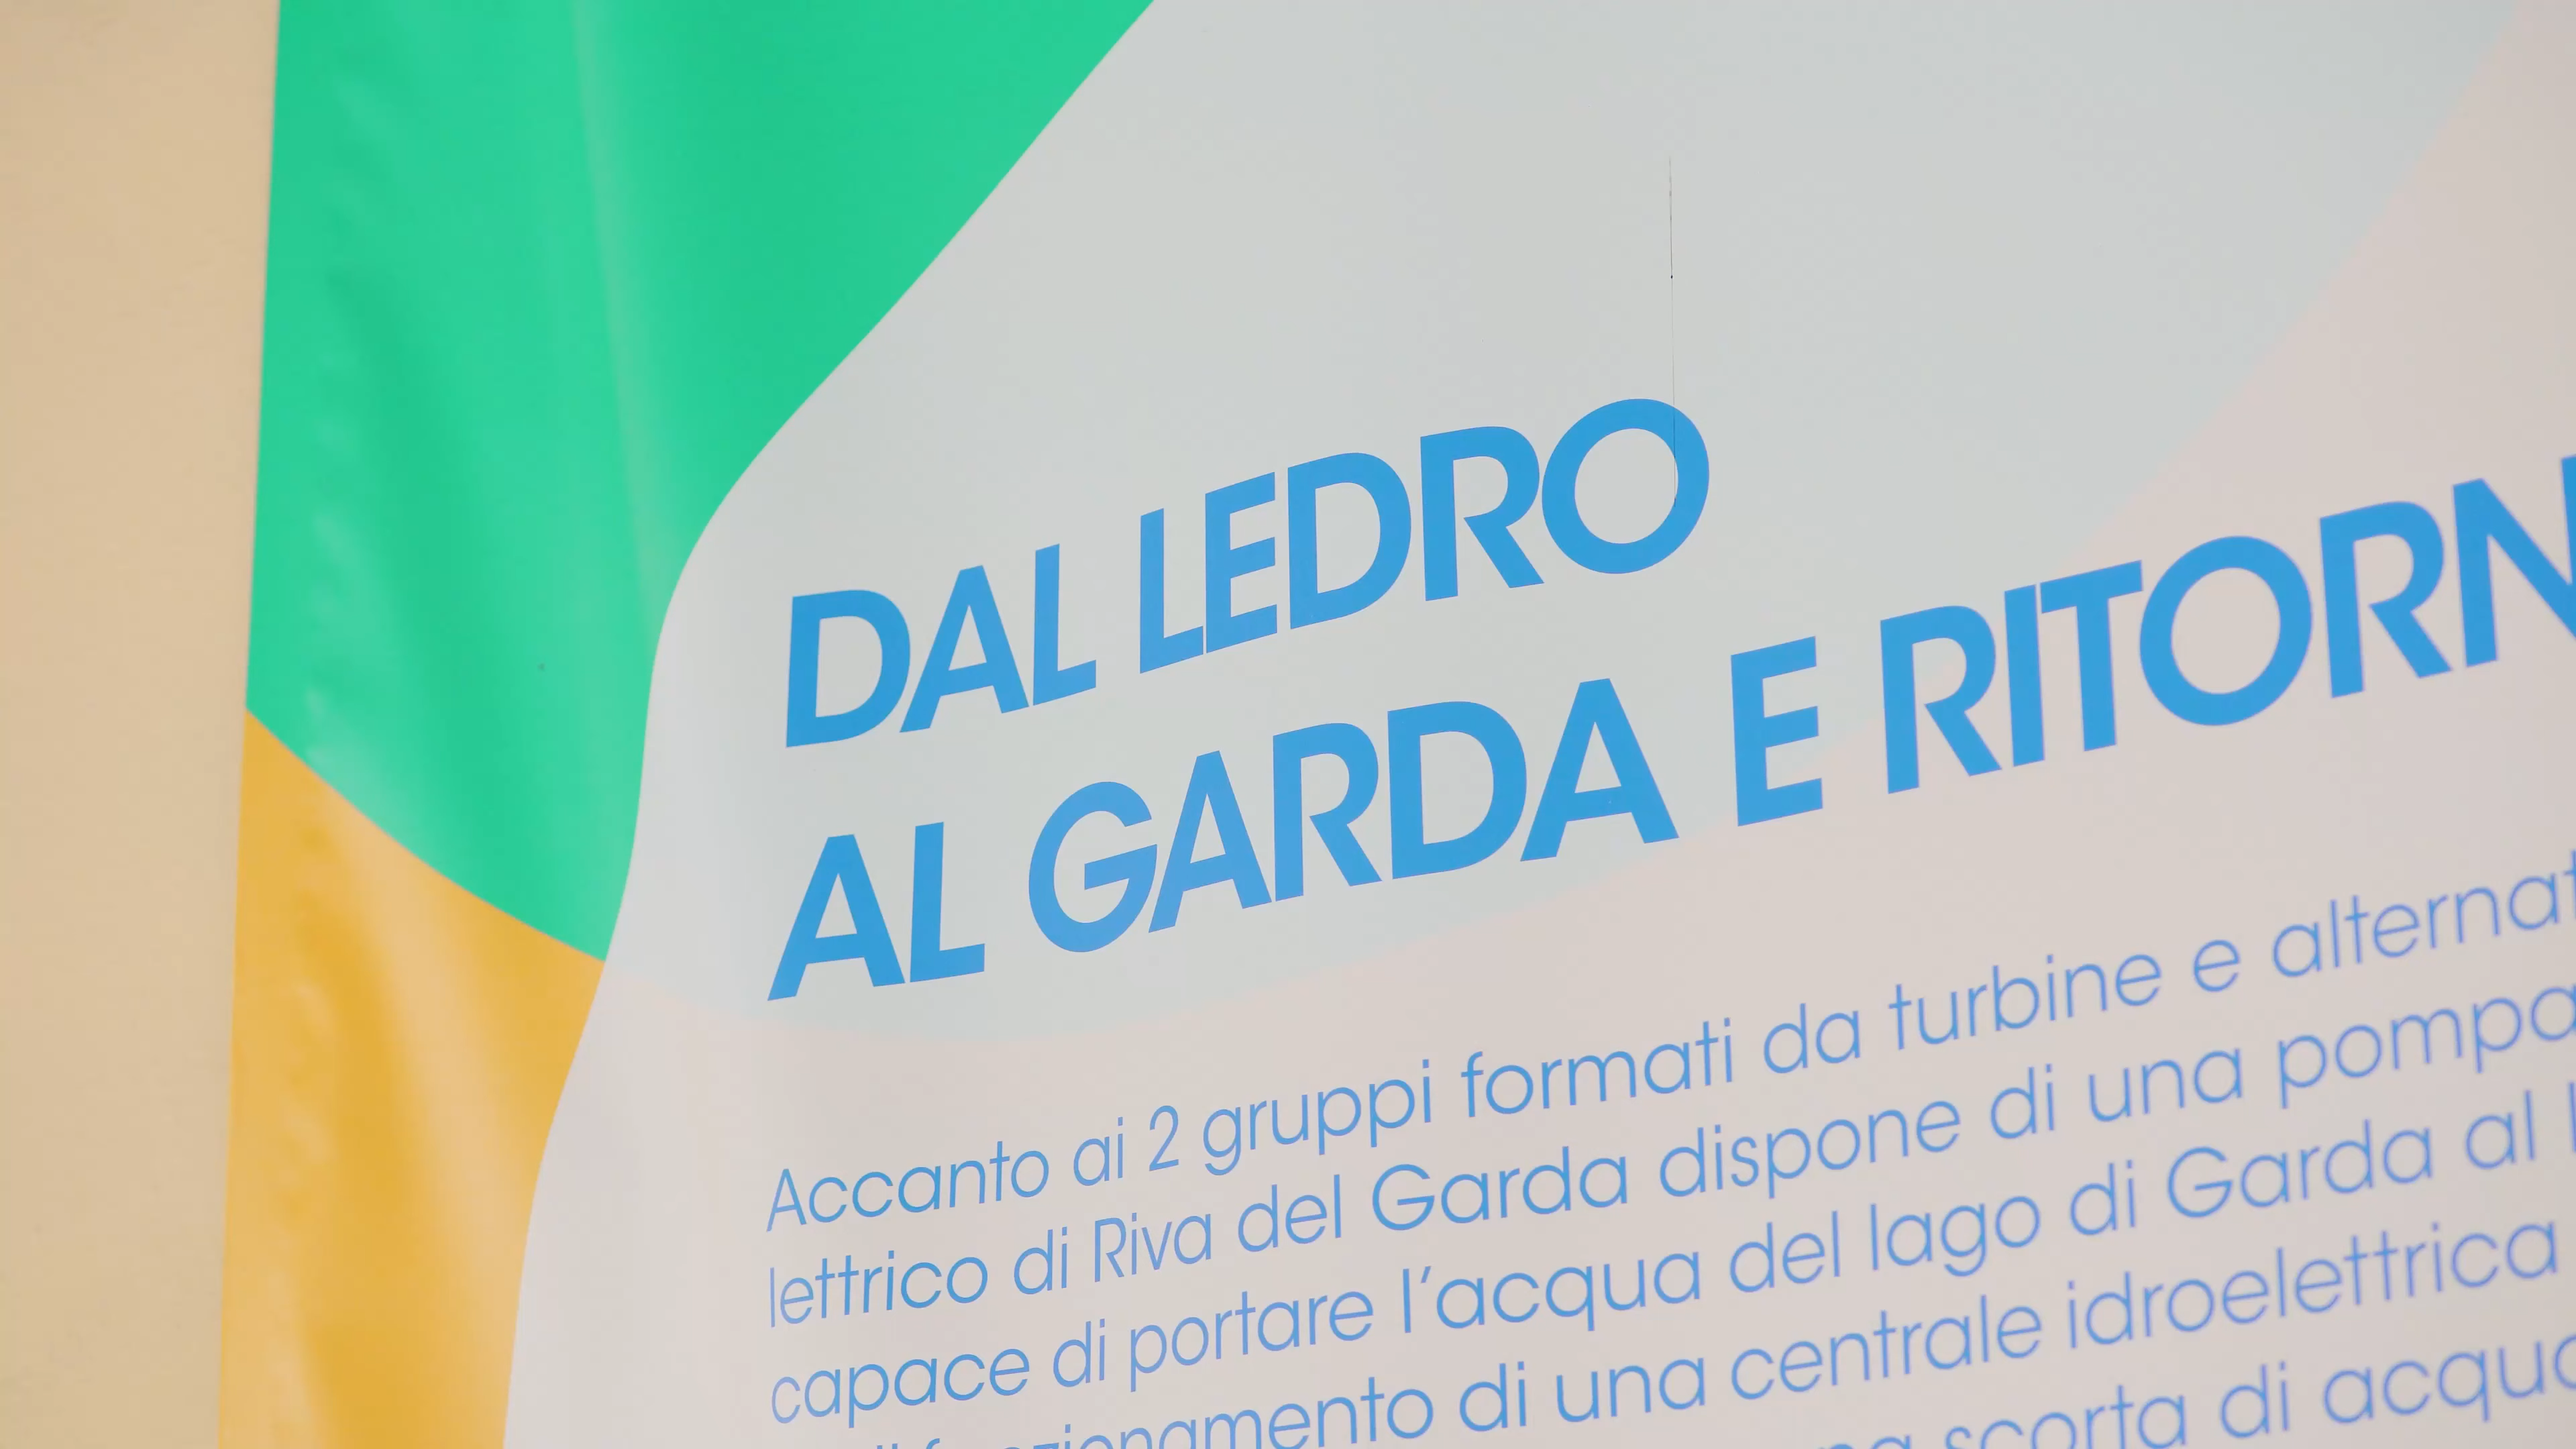 DAL LEDRO
AL GARDA E RITORN
Accanto ai 2 gruppi formati da turbine e alternat
lettrico di Riva del Garda dispone di una pompa
capace di portare l'acqua del lago di Garda al
funzionamento di una centrale idroelettrica
scorta di acqua